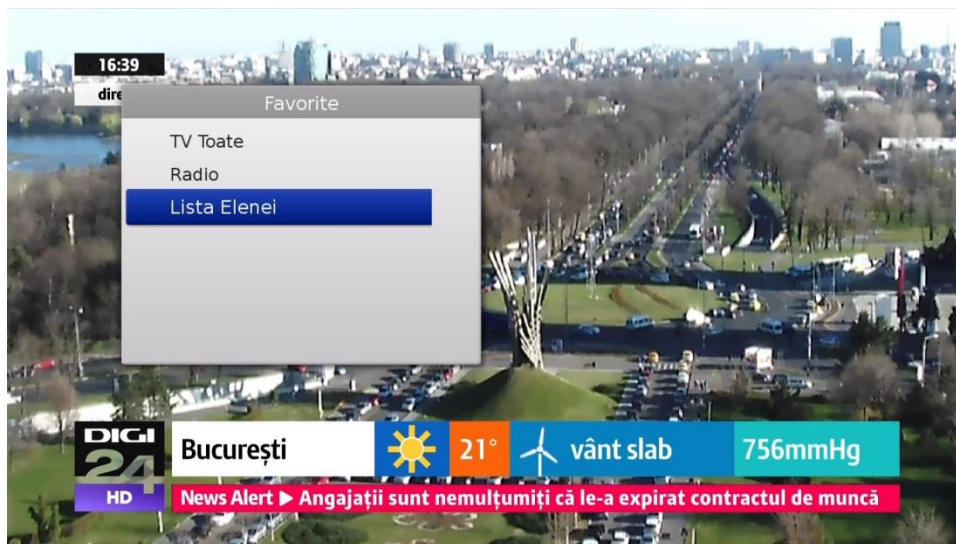 16:39
dire
Favorite
TV Toate
Radio
Lista Elenei
DIGI
24
HD
București
21°
vânt slab
756mmHg
News Alert ▶ Angajații sunt nemulțumiți că le-a expirat contractul de muncă